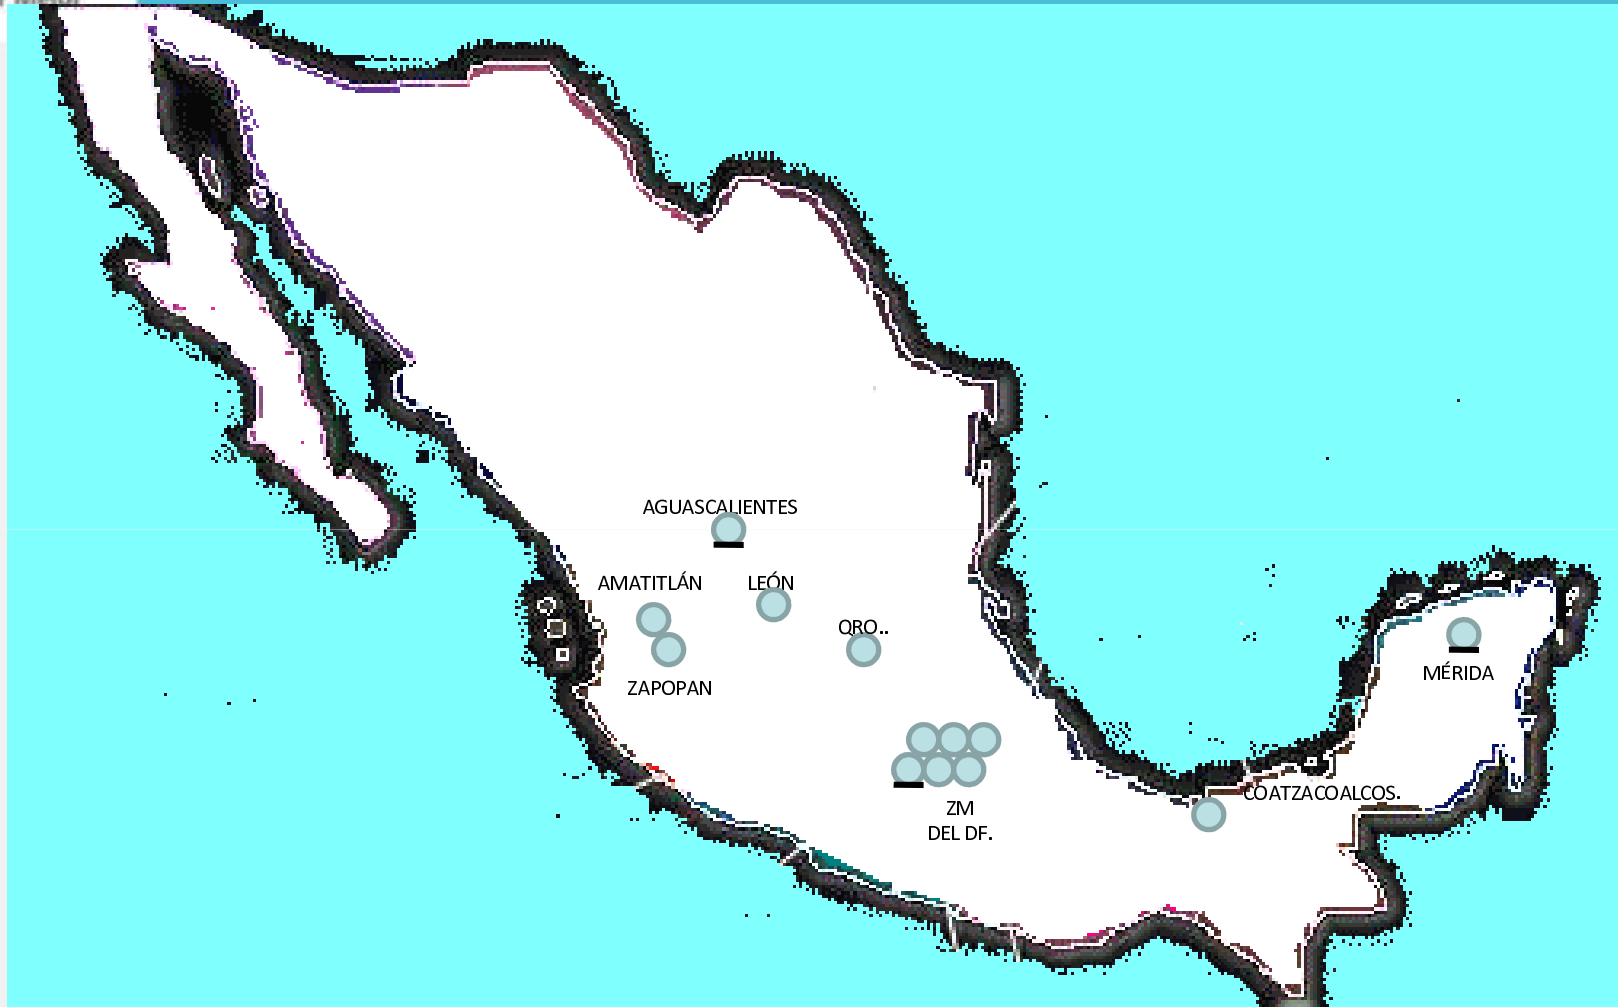 AGUASCALIENTES
AMATITLÁN
LEÓN
QRO..
ZAPOPAN
MÉRIDA
COATZACOALCOS.
ZM
DEL DF.